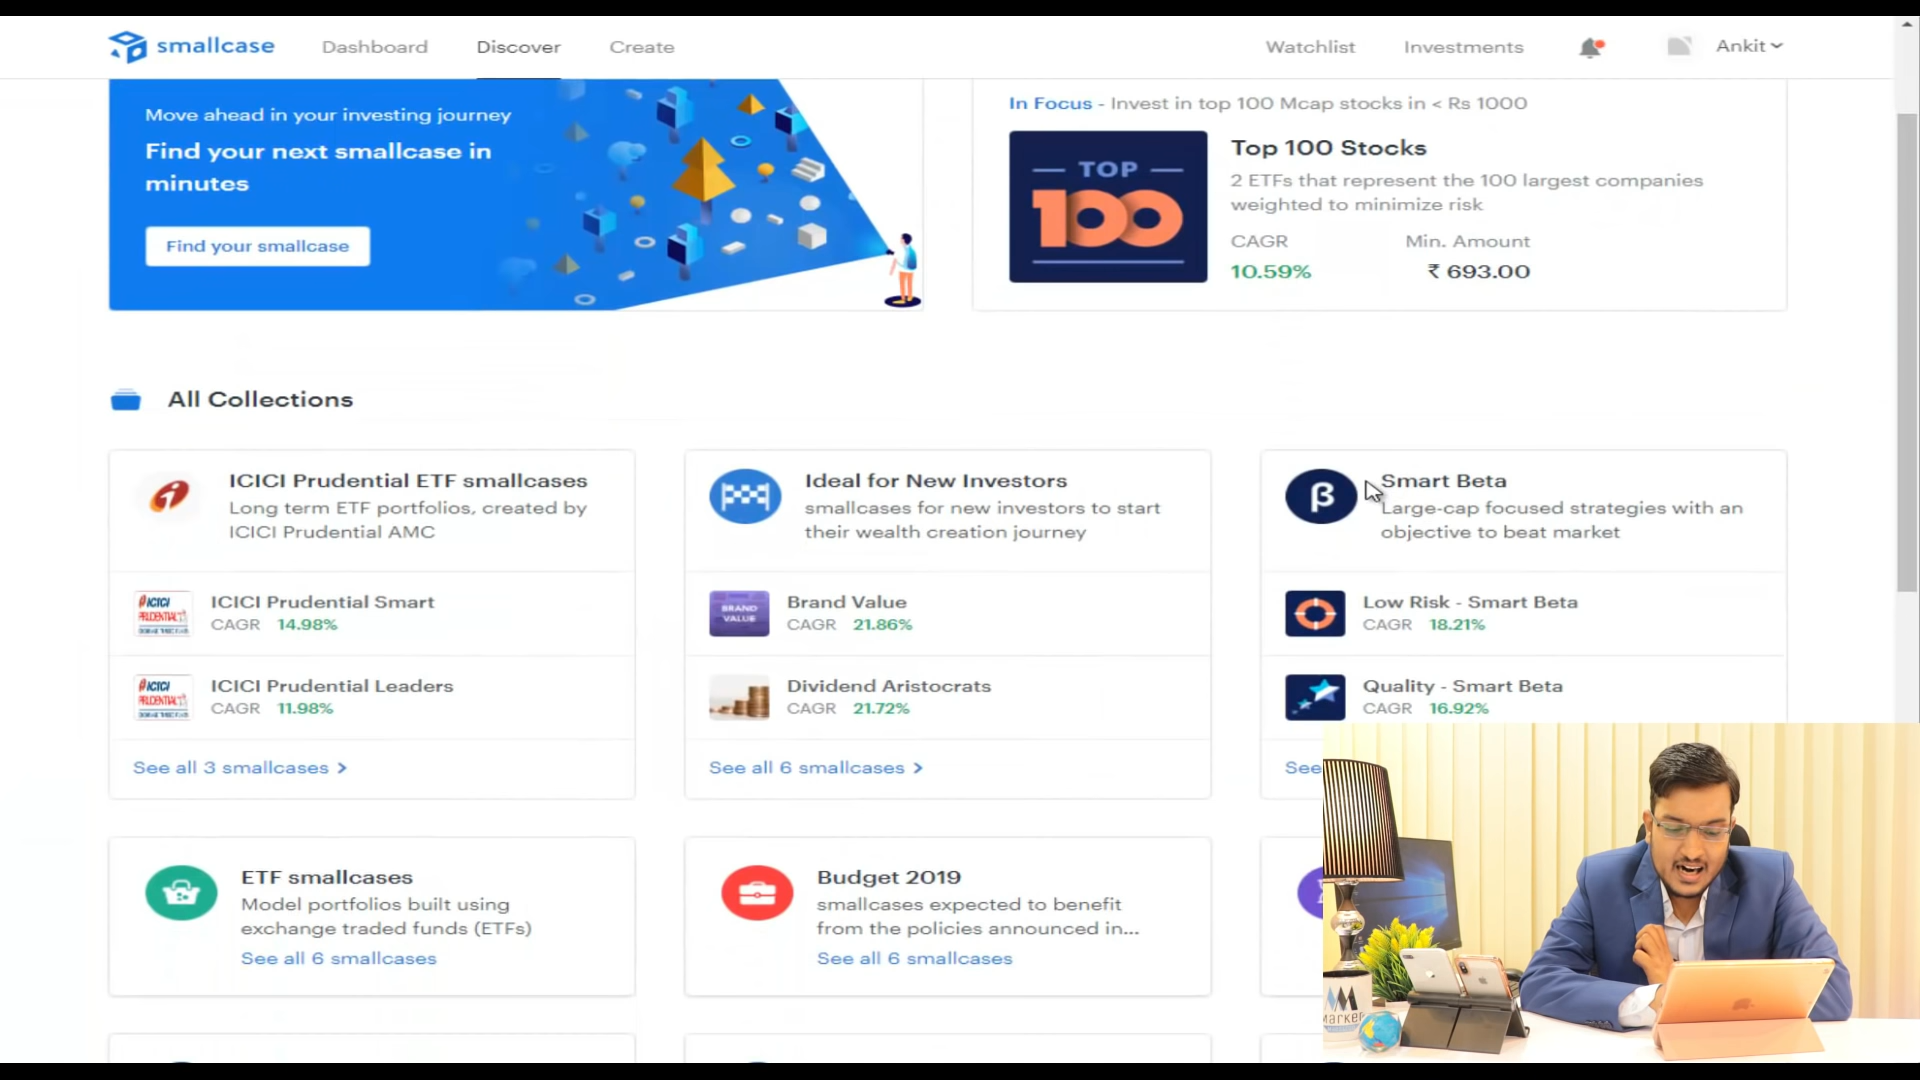 smallcase
Dashboard
Discover
Create
Watchlist
Investments
Ankit
Move ahead in your investing journey
Find your next smallcase in
minutes
Find your smallcase
In Focus - Invest in top 100 Mcap stocks in < Rs 1000
TOP
100
Top 100 Stocks
2 ETFs that represent the 100 largest companies
weighted to minimize risk
CAGR
Min. Amount
10.59%
₹ 693.00
All Collections
ICICI Prudential ETF smallcases
Long term ETF portfolios, created by
ICICI Prudential AMC
ICICI Prudential Smart
CAGR 14.98%
ICICI Prudential Leaders
CAGR 11.98%
See all 3 smallcases >
Ideal for New Investors
smallcases for new investors to start
their wealth creation journey
BRAND
VALUE
Brand Value
CAGR 21.86%
Dividend Aristocrats
CAGR 21.72%
See all 6 smallcases >
β
Smart Beta
Large-cap focused strategies with an
objective to beat market
Low Risk - Smart Beta
CAGR 18.21%
Quality - Smart Beta
CAGR 16.92%
See
ETF smallcases
Model portfolios built using
exchange traded funds (ETFs)
See all 6 smallcases
Budget 2019
smallcases expected to benefit
from the policies announced in...
See all 6 smallcases